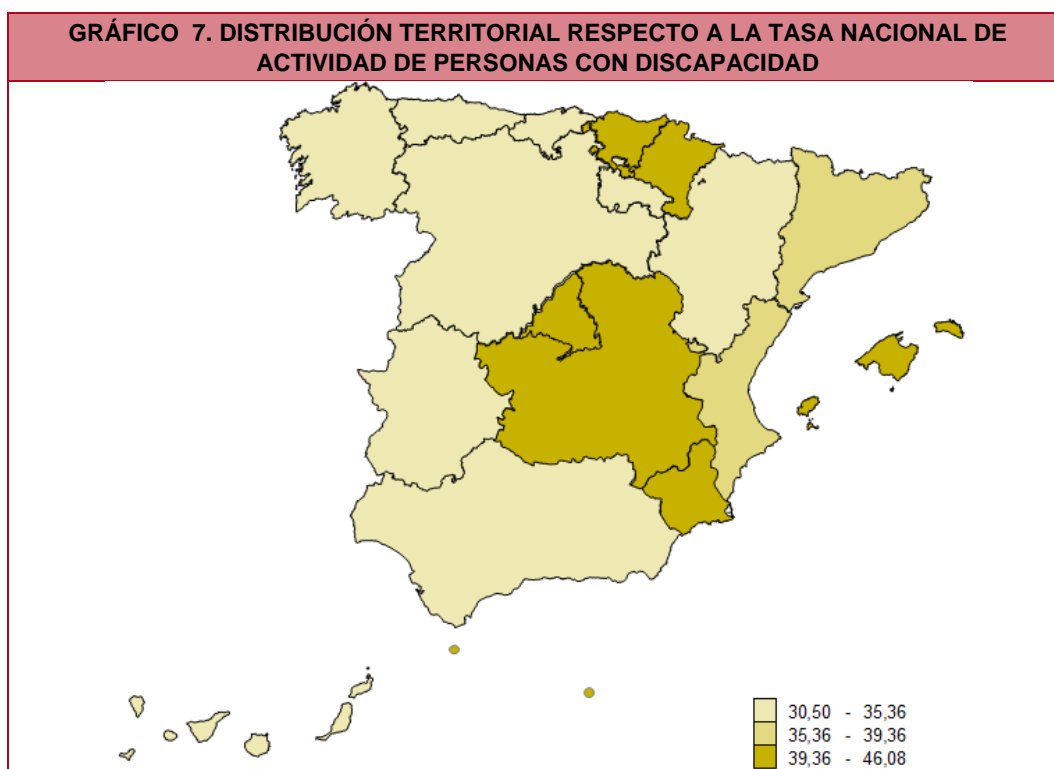 GRÁFICO 7. DISTRIBUCIÓN TERRITORIAL RESPECTO A LA TASA NACIONAL DE
ACTIVIDAD DE PERSONAS CON DISCAPACIDAD
30,50 - 35,36
35,36 - 39,36
39,36 - 46,08